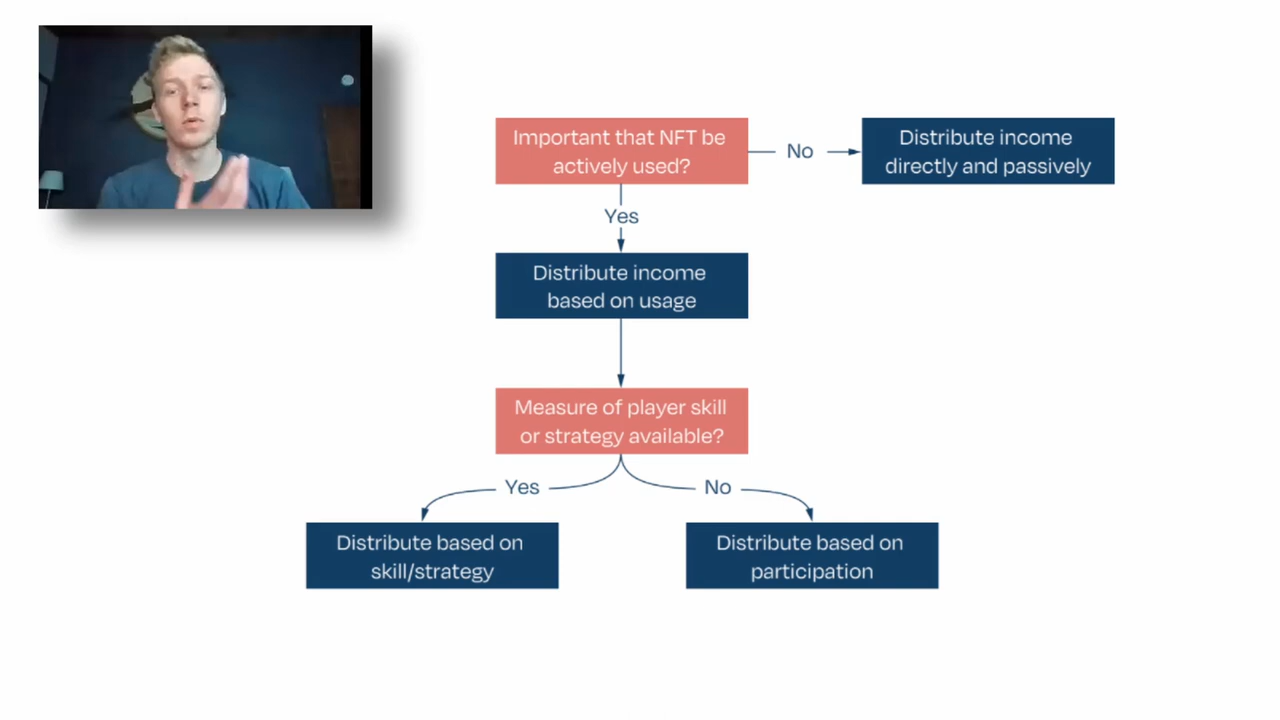 Important that NFT be
actively used?
No
Distribute income
directly and passively
Yes
Distribute income
based on usage
Measure of player skill
or strategy available?
Yes
No
Distribute based on
skill/strategy
Distribute based on
participation